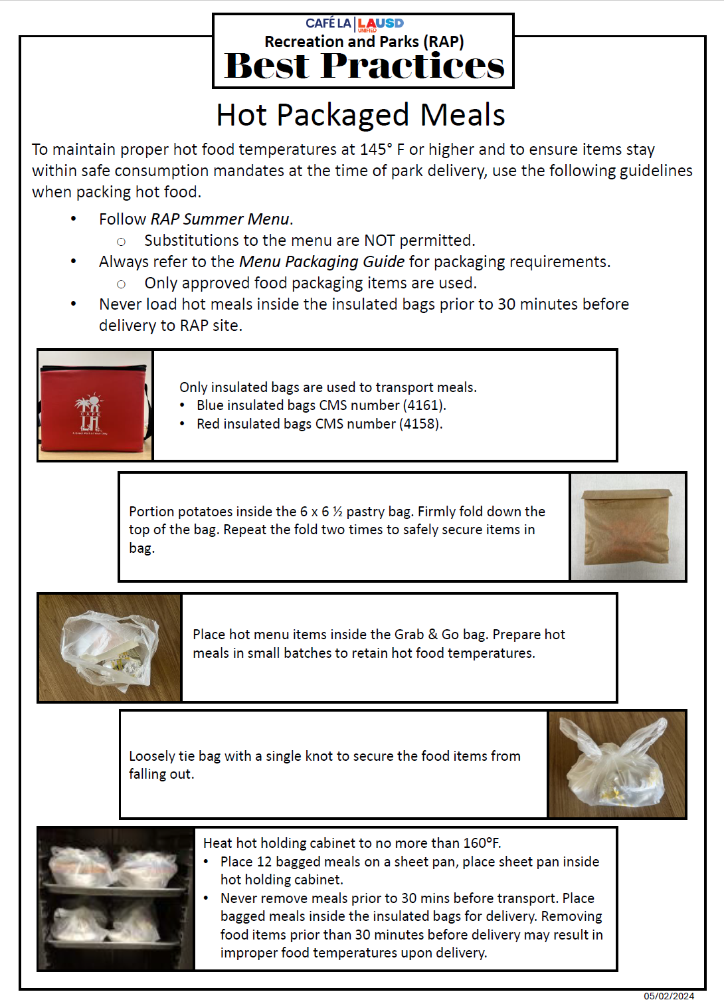 CAFÉ LA LAUSD
UNIFIED
Recreation and Parks (RAP)
Best Practices
Hot Packaged Meals
To maintain proper hot food temperatures at 145° F or higher and to ensure items stay
within safe consumption mandates at the time of park delivery, use the following guidelines
when packing hot food.
• Follow RAP Summer Menu.
○ Substitutions to the menu are NOT permitted.
• Always refer to the Menu Packaging Guide for packaging requirements.
○ Only approved food packaging items are used.
• Never load hot meals inside the insulated bags prior to 30 minutes before
delivery to RAP site.
CAFE
LA
Only insulated bags are used to transport meals.
• Blue insulated bags CMS number (4161).
• Red insulated bags CMS number (4158).
Portion potatoes inside the 6 x 6 ½ pastry bag. Firmly fold down the
top of the bag. Repeat the fold two times to safely secure items in
bag.
Place hot menu items inside the Grab & Go bag. Prepare hot
meals in small batches to retain hot food temperatures.
Loosely tie bag with a single knot to secure the food items from
falling out.
Heat hot holding cabinet to no more than 160°F.
• Place 12 bagged meals on a sheet pan, place sheet pan inside
hot holding cabinet.
• Never remove meals prior to 30 mins before transport. Place
bagged meals inside the insulated bags for delivery. Removing
food items prior than 30 minutes before delivery may result in
improper food temperatures upon delivery.
05/02/2024